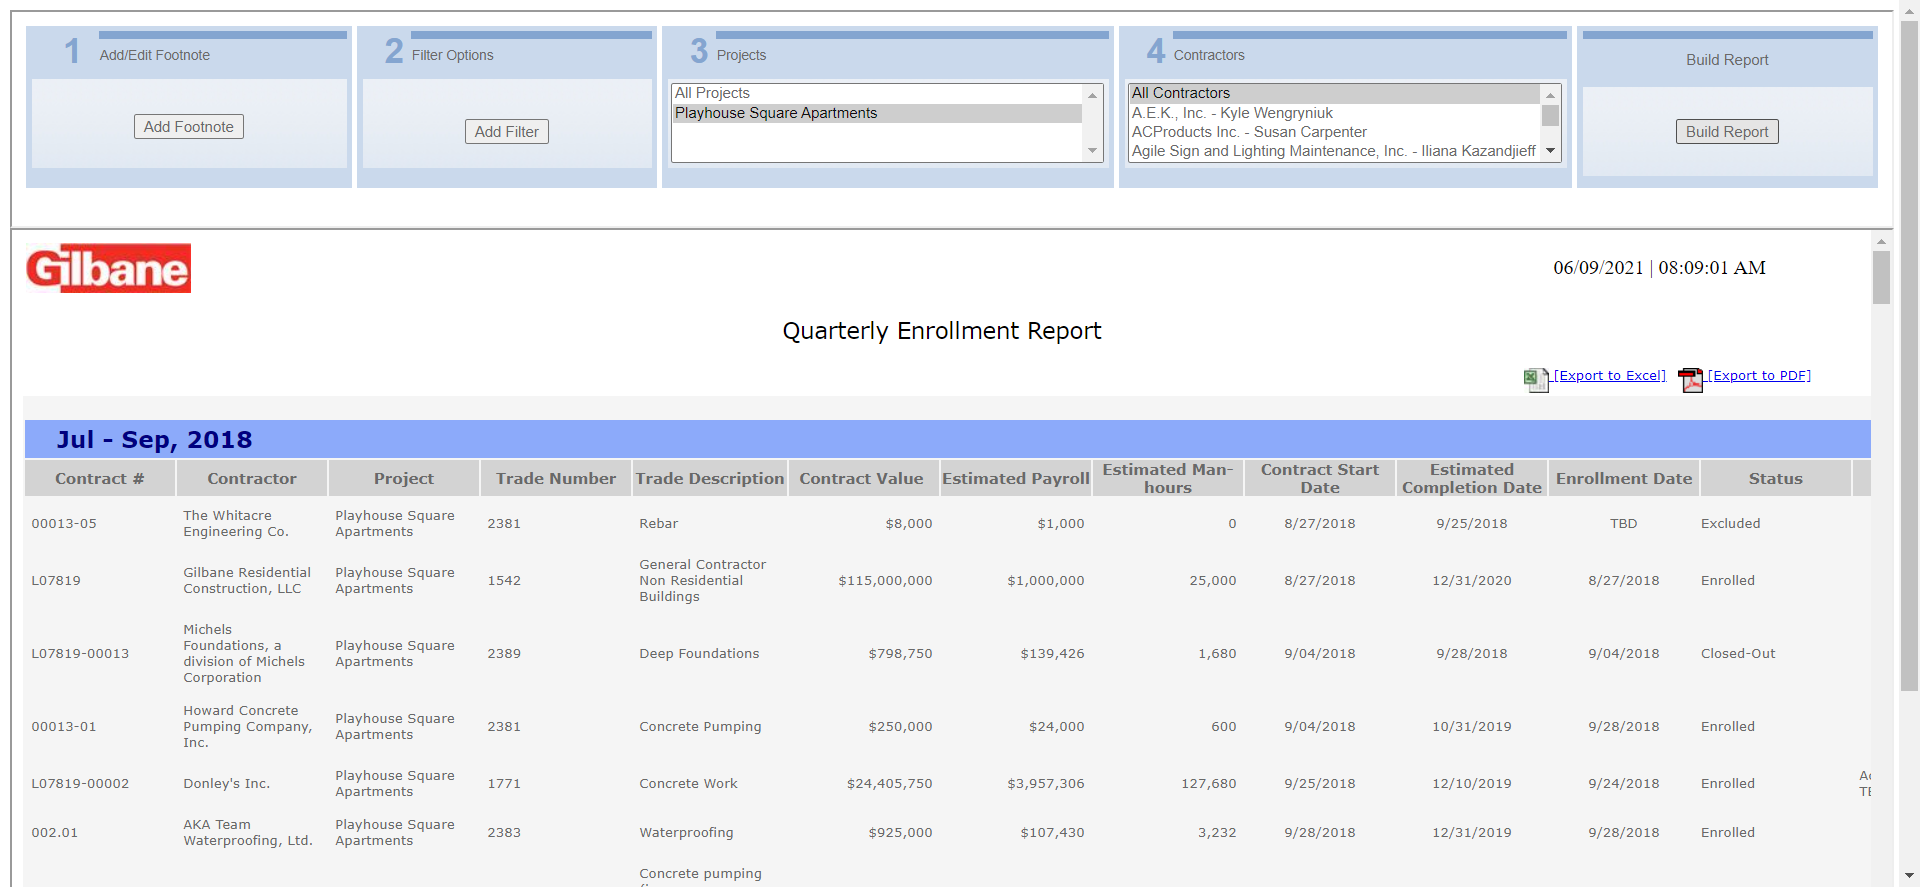 1 Add/Edit Footnote
Add Footnote
2 Filter Options
Add Filter
3 Projects
All Projects
Playhouse Square Apartments
4 Contractors
All Contractors
A.E.K., Inc. - Kyle Wengryniuk
ACProducts Inc. - Susan Carpenter
Agile Sign and Lighting Maintenance, Inc. - Iliana Kazandjieff
Build Report
Build Report
Gilbane
06/09/2021 | 08:09:01 AM
Quarterly Enrollment Report
[Export to Excel] [Export to PDF]
Jul - Sep, 2018
Contract # Contractor Project Trade Number Trade Description Contract Value Estimated Payroll Estimated Man-
hours Contract Start
Date Estimated
Completion Date Enrollment Date Status
00013-05 The Whitacre
Engineering Co. Playhouse Square
Apartments 2381 Rebar $8,000 $1,000 0 8/27/2018 9/25/2018 TBD Excluded
L07819 Gilbane Residential
Construction, LLC Playhouse Square
Apartments 1542 General Contractor
Non Residential
Buildings $115,000,000 $1,000,000 25,000 8/27/2018 12/31/2020 8/27/2018 Enrolled
L07819-00013 Michels
Foundations, a
division of Michels
Corporation Playhouse Square
Apartments 2389 Deep Foundations $798,750 $139,426 1,680 9/04/2018 9/28/2018 9/04/2018 Closed-Out
00013-01 Howard Concrete
Pumping Company,
Inc. Playhouse Square
Apartments 2381 Concrete Pumping $250,000 $24,000 600 9/04/2018 10/31/2019 9/28/2018 Enrolled
L07819-00002 Donley's Inc. Playhouse Square
Apartments 1771 Concrete Work $24,405,750 $3,957,306 127,680 9/25/2018 12/10/2019 9/24/2018 Enrolled
002.01 AKA Team
Waterproofing, Ltd. Playhouse Square
Apartments 2383 Waterproofing $925,000 $107,430 3,232 9/28/2018 12/31/2019 9/28/2018 Enrolled
Concrete pumping